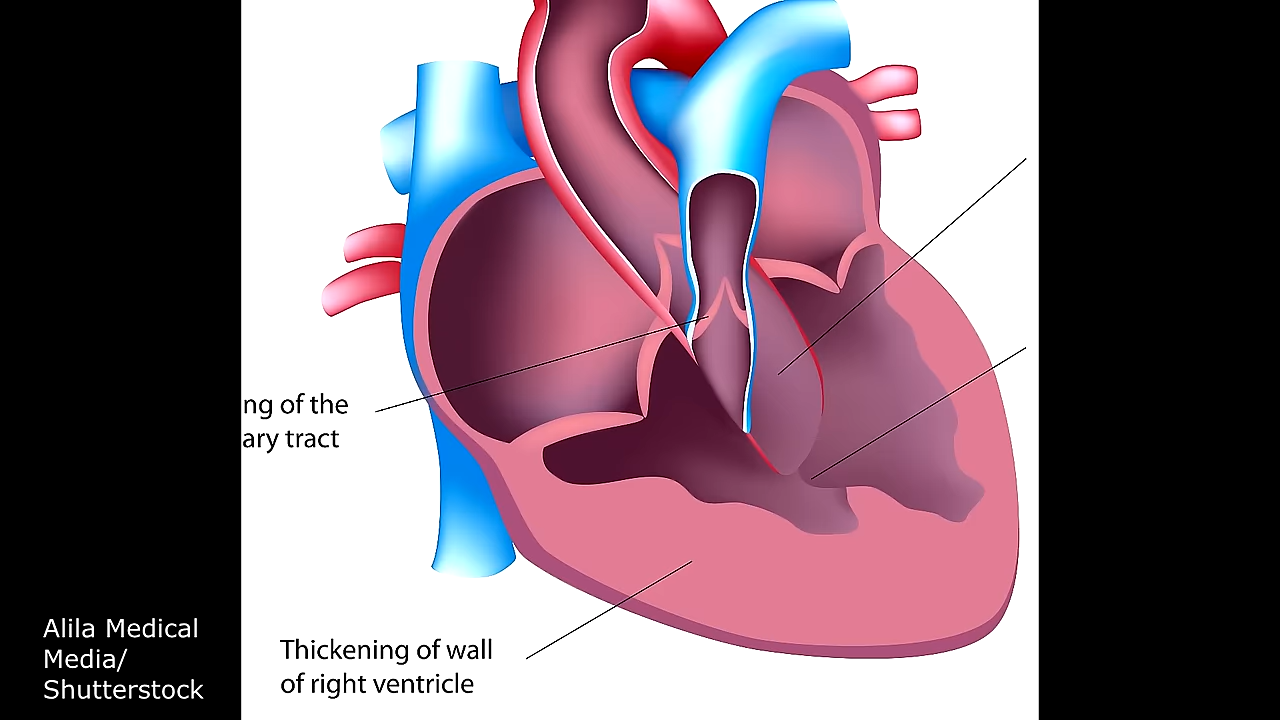 ng of the
ary tract
Thickening of wall
of right ventricle
Alila Medical
Media/
Shutterstock